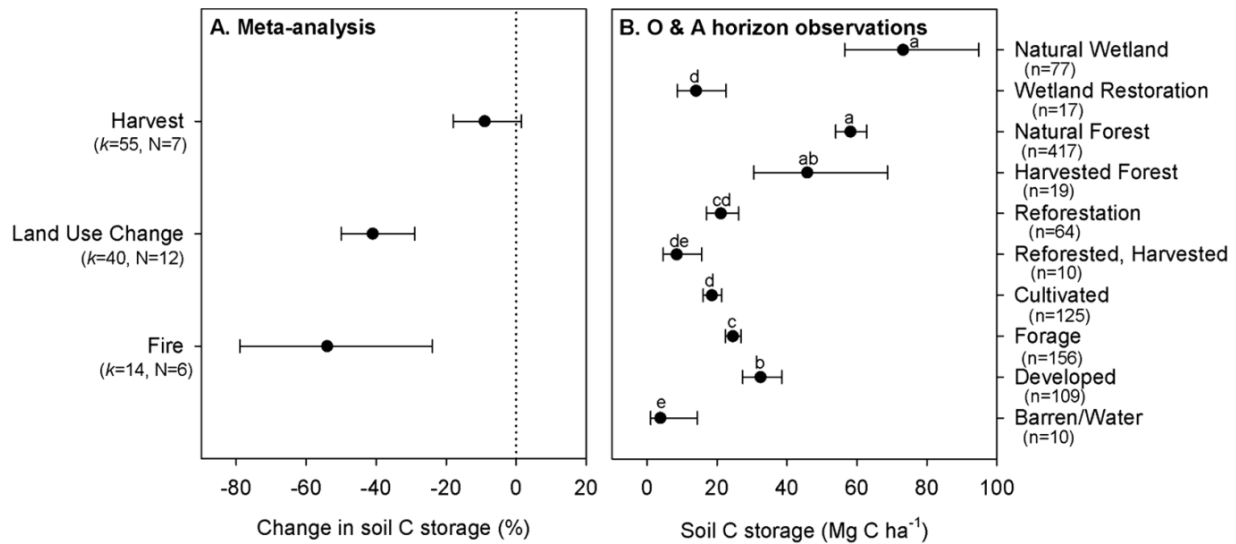 A. Meta-analysis
Harvest
(k=55, N=7)
Land Use Change
(k=40, N=12)
Fire
(k=14, N=6)
-80 -60 -40 -20 0 20
Change in soil C storage (%)
B. O & A horizon observations
a
Natural Wetland
(n=77)
d
Wetland Restoration
(n=17)
a
Natural Forest
(n=417)
ab
Harvested Forest
(n=19)
cd
Reforestation
(n=64)
de
Reforested, Harvested
(n=10)
d
Cultivated
(n=125)
c
Forage
(n=156)
b
Developed
(n=109)
e
Barren/Water
(n=10)
0 20 40 60 80 100
Soil C storage (Mg C ha⁻¹)